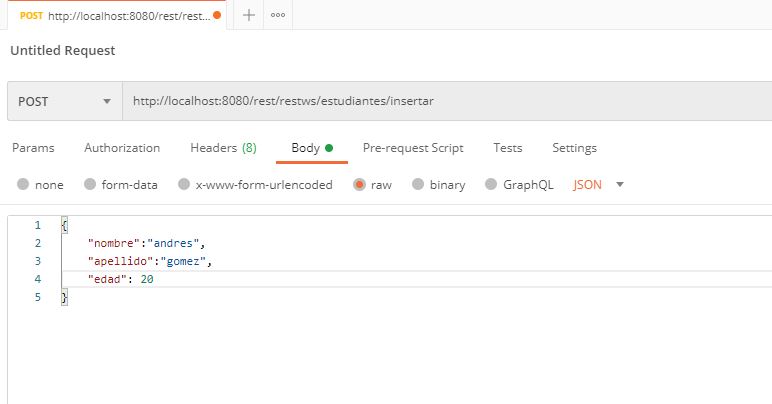 POST http://localhost:8080/rest/rest...
Untitled Request
POST http://localhost:8080/rest/restws/estudiantes/insertar
Params Authorization Headers (8) Body Pre-request Script Tests Settings
none form-data x-www-form-urlencoded raw binary GraphQL JSON
1 {
2 "nombre":"andres",
3 "apellido":"gomez",
4 "edad": 20
5 }